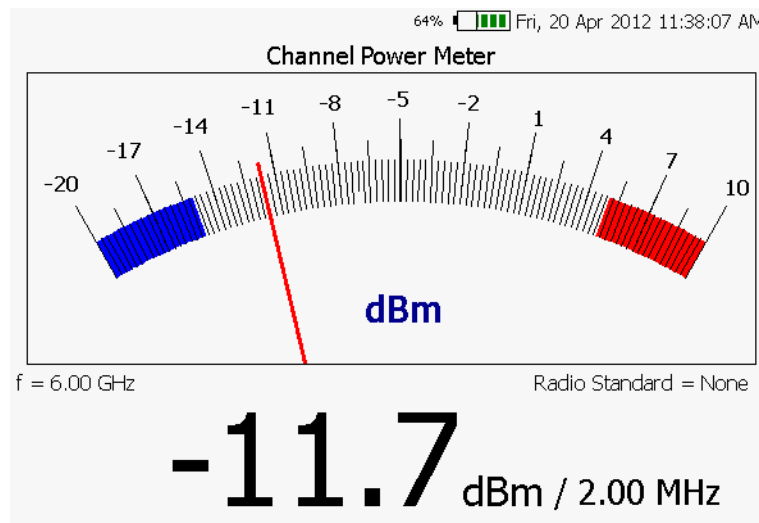 64% Fri, 20 Apr 2012 11:38:07 AM
Channel Power Meter
-20 -17 -14 -11 -8 -5 -2 1 4 7 10
dBm
f = 6.00 GHz Radio Standard = None
-11.7 dBm / 2.00 MHz